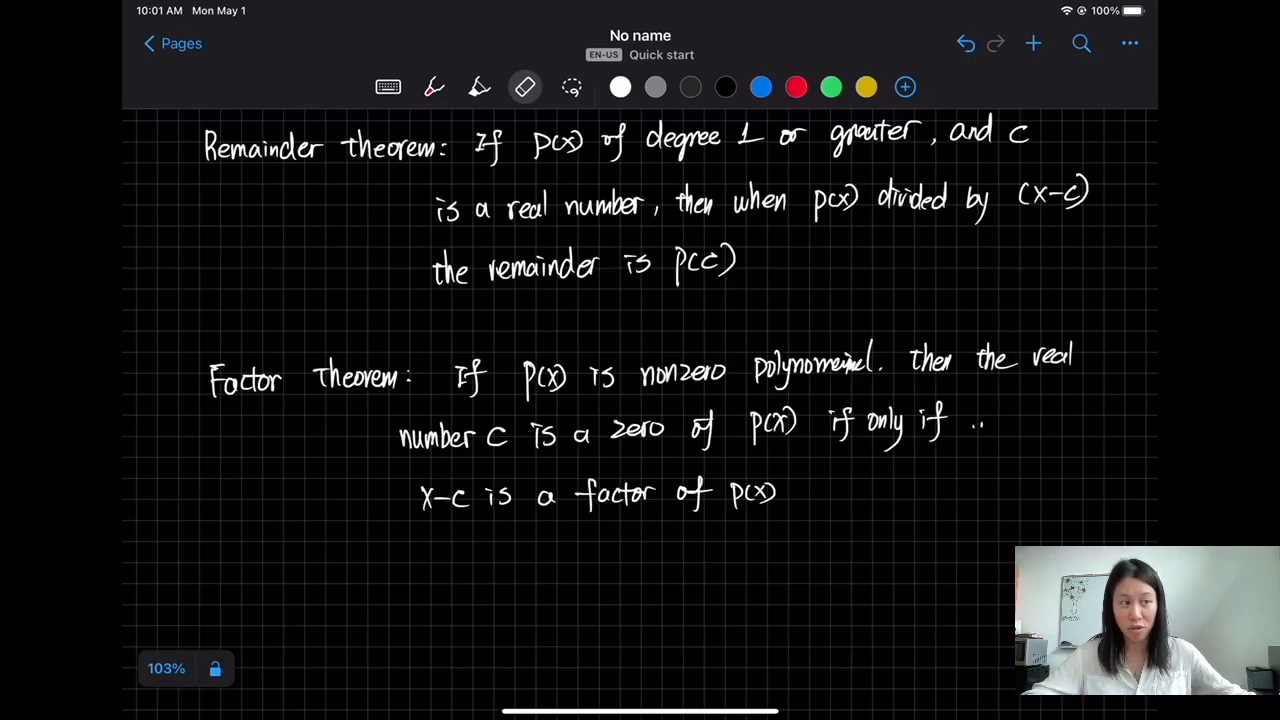 10:01 AM Mon May 1
100%
Pages
No name
EN-US Quick start
Remainder theorem: If p(x) of degree 1 or greater, and c
is a real number, then when p(x) divided by (x-c)
the remainder is p(c)
Factor theorem: If p(x) is nonzero . then the real
number c is a zero of p(x) if only if ..
x-c is a factor of p(x)
103%